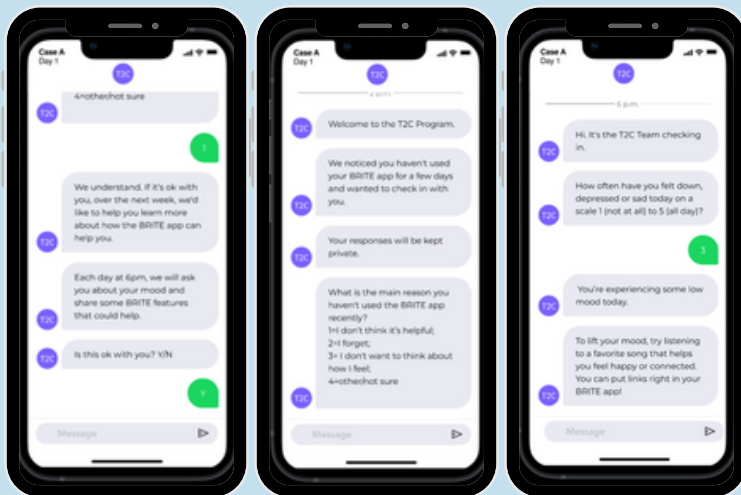 Case A
Day 1
T2C
4=other/not sure
T2C
1
We understand. If it's ok with
you, over the next week, we'd
like to help you learn more
about how the BRITE app can
help you.
T2C
Each day at 6pm, we will ask
you about your mood and
share some BRITE features
that could help.
T2C
Is this ok with you? Y/N
T2C
Y
Message
Case A
Day 1
T2C
Welcome to the T2C Program.
T2C
We noticed you haven't used
your BRITE app for a few days
and wanted to check in with
you.
T2C
Your responses will be kept
private.
T2C
What is the main reason you
haven't used the BRITE app
recently?
1=I don't think it's helpful;
2=I forget;
3= I don't want to think about
how I feel;
4=other/not sure
T2C
Message
Case A
Day 1
T2C
6 p.m.
Hi. It's the T2C Team checking
in.
T2C
How often have you felt down,
depressed or sad today on a
scale 1 (not at all) to 5 (all day)?
T2C
3
You're experiencing some low
mood today.
T2C
To lift your mood, try listening
to a favorite song that helps
you feel happy or connected.
You can put links right in your
BRITE app!
T2C
Message